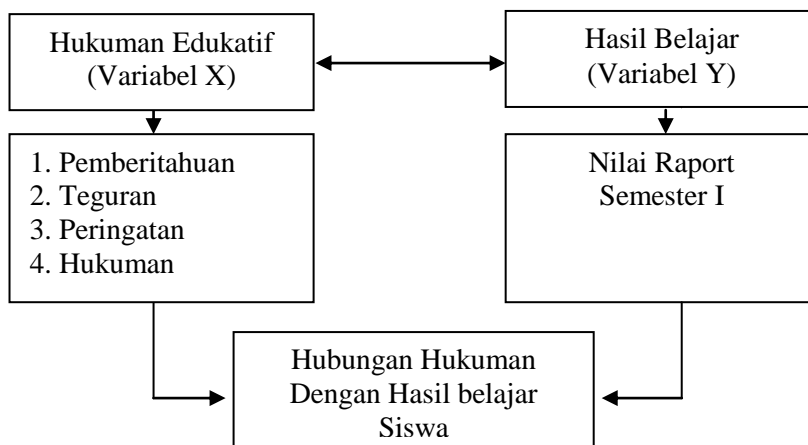 Hukuman Edukatif
(Variabel X)
Hasil Belajar
(Variabel Y)
1. Pemberitahuan
2. Teguran
3. Peringatan
4. Hukuman
Nilai Raport
Semester I
Hubungan Hukuman
Dengan Hasil belajar
Siswa